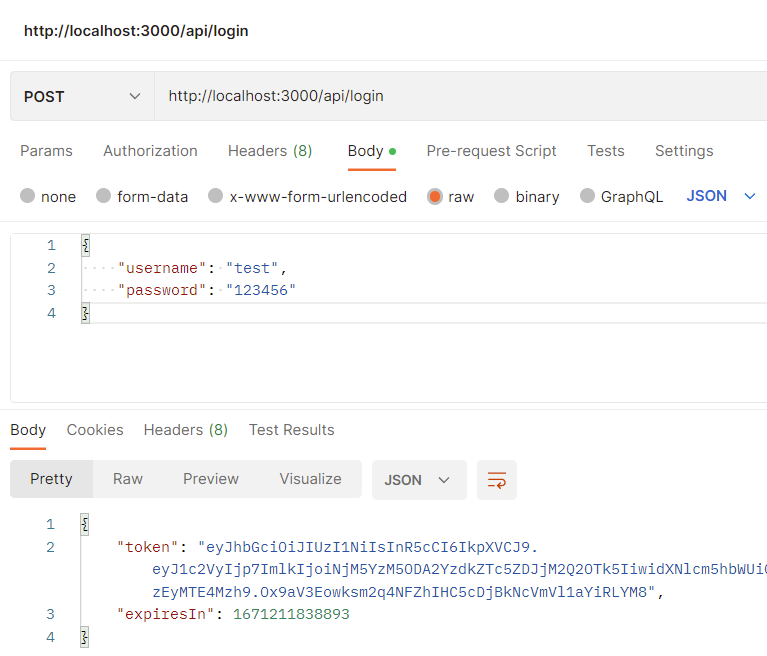 http://localhost:3000/api/login
POST http://localhost:3000/api/login
Params Authorization Headers (8) Body Pre-request Script Tests Settings
none form-data x-www-form-urlencoded raw binary GraphQL JSON
1 {
2 "username": "test",
3 "password": "123456"
4 }
Body Cookies Headers (8) Test Results
Pretty Raw Preview Visualize JSON
1 {
2 "token": "eyJhbGciOiJIUzI1NiIsInR5cCI6IkpXVCJ9.
eyJ1c2VyIjp7ImlkIjoiNjM5YzM5ODA2YzdkZTc5ZDJjM2Q2OTk5IiwidXNlcm5hbWUi
zEyMTE4Mzh9.Ox9aV3Eowksm2q4NFZhIHC5cDjBkNcVmVl1aYiRLYM8",
3 "expiresIn": 1671211838893
4 }